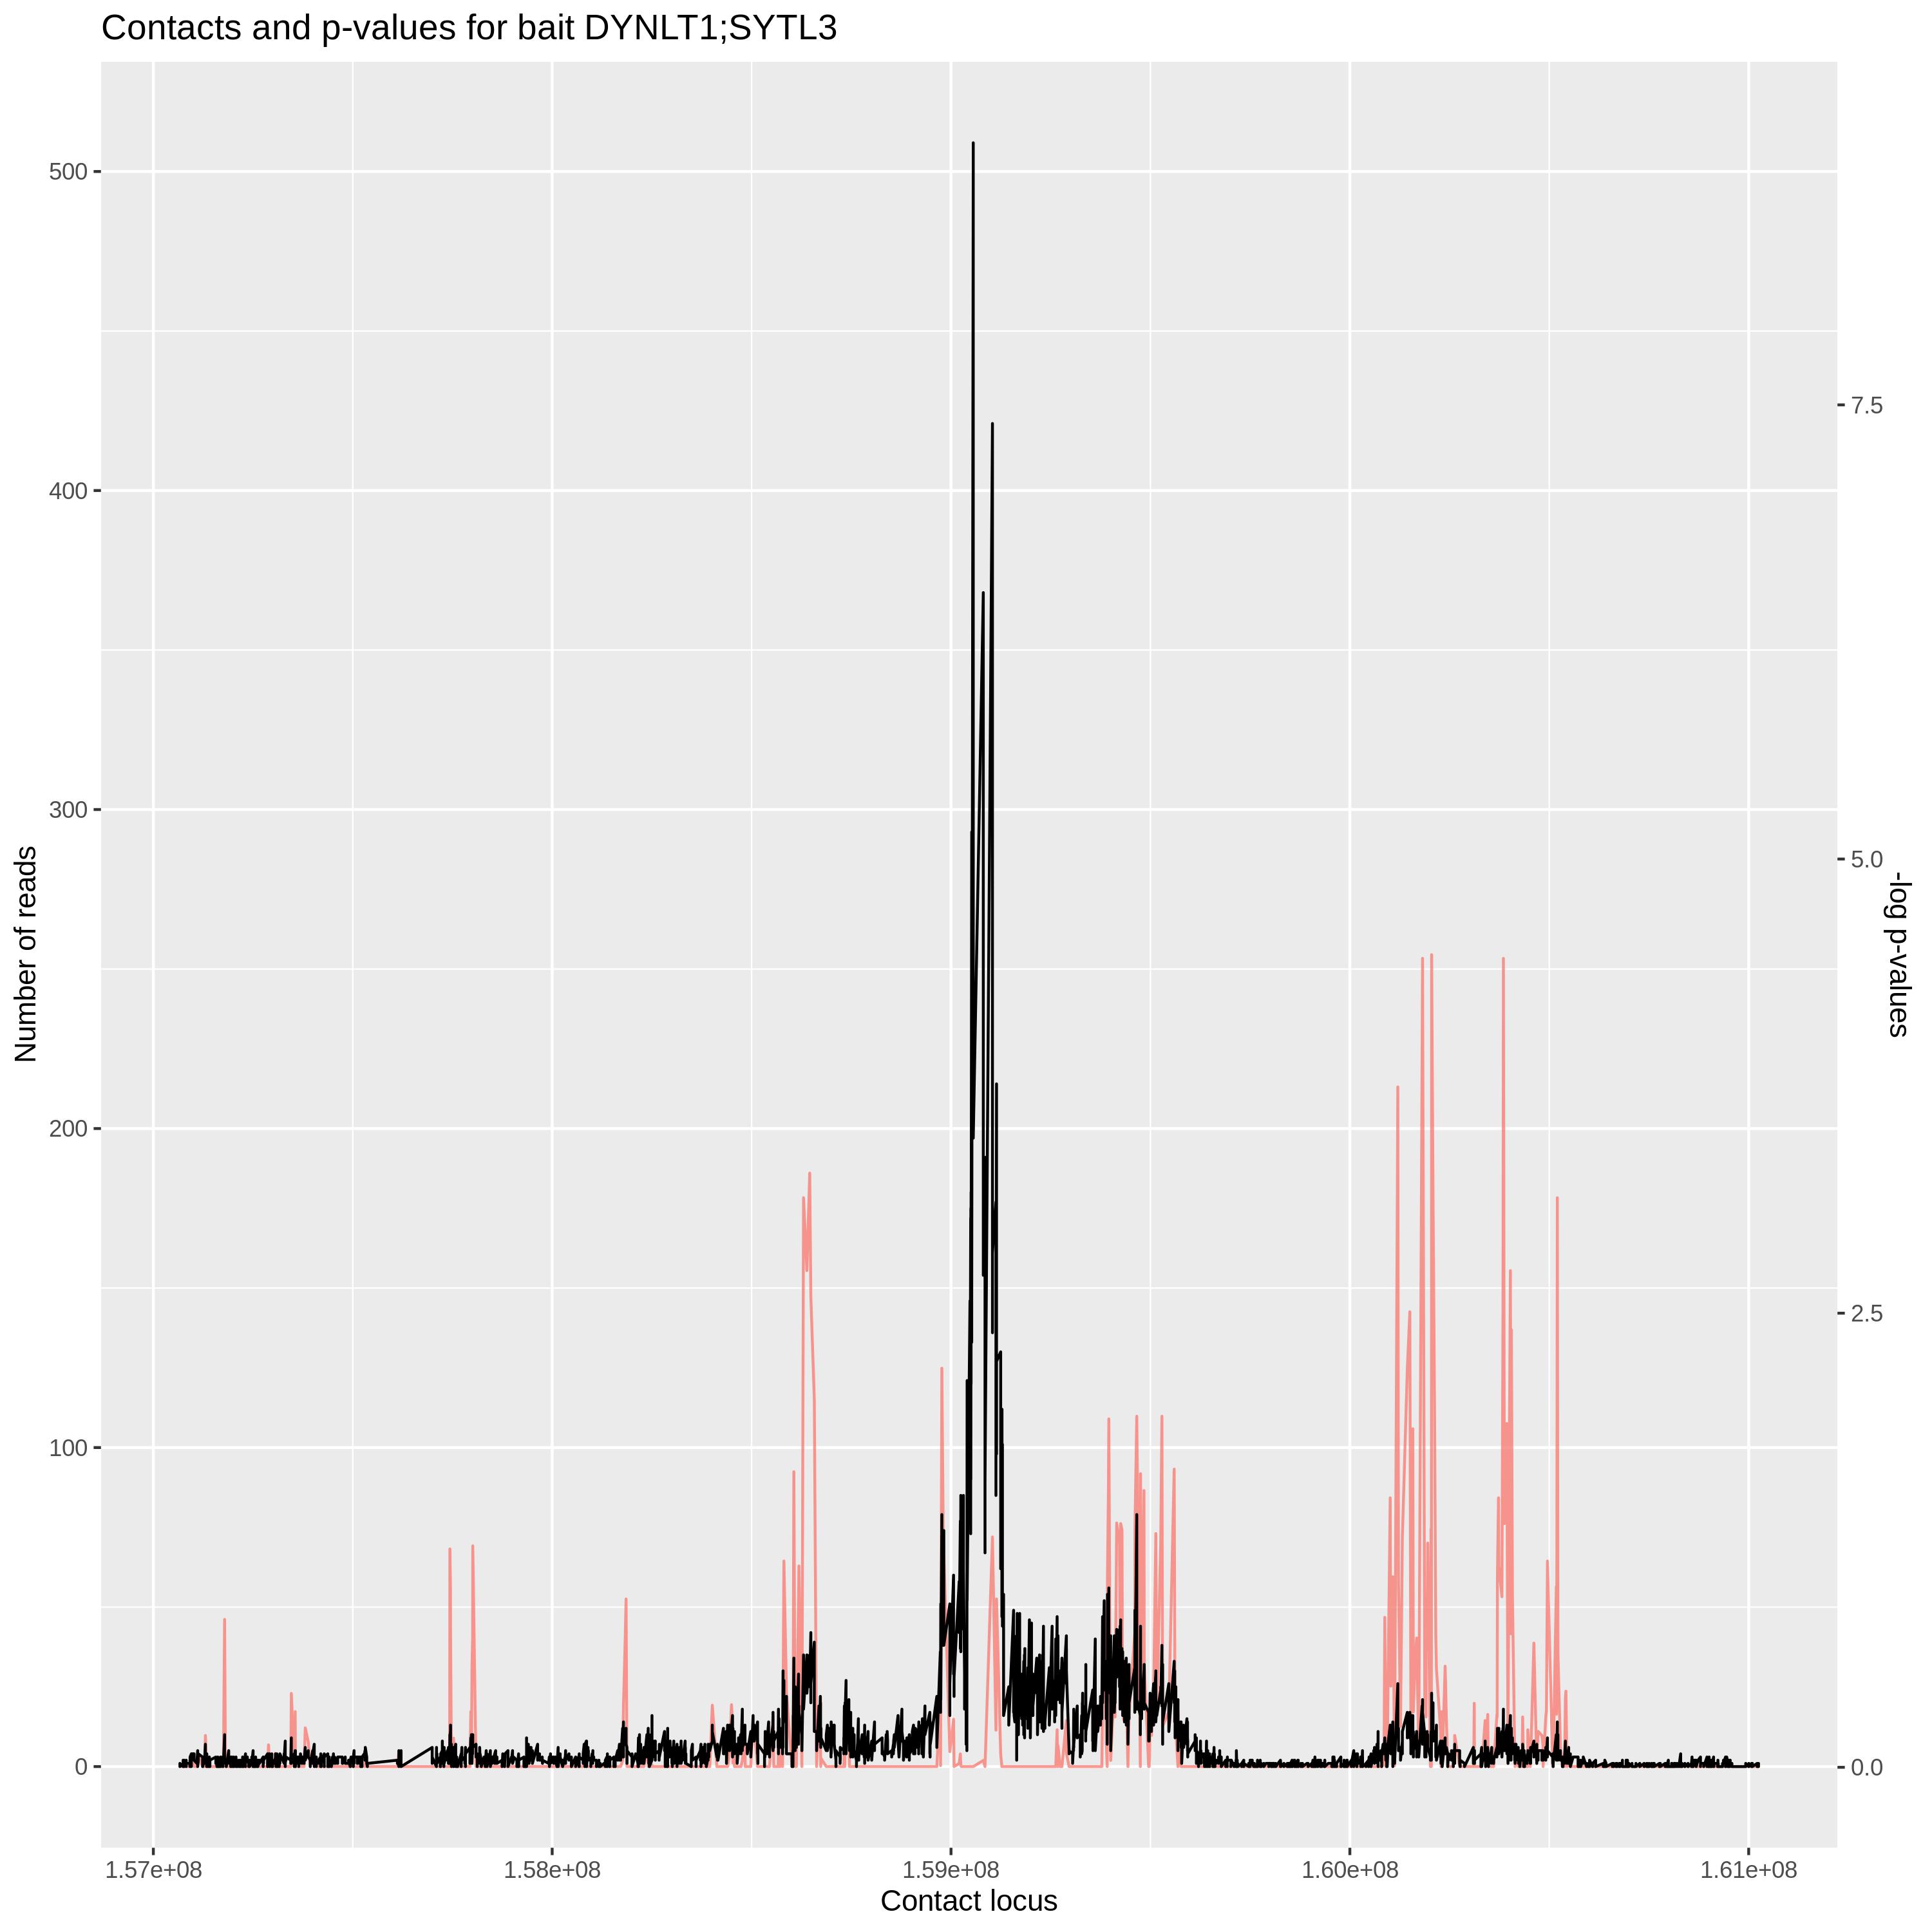 Contacts and p-values for bait DYNLT1;SYTL3
500
400
300
200
100
0
Number of reads
7.5
5.0
2.5
0.0
-log p-values
1.57e+08 1.58e+08 1.59e+08 1.60e+08 1.61e+08
Contact locus